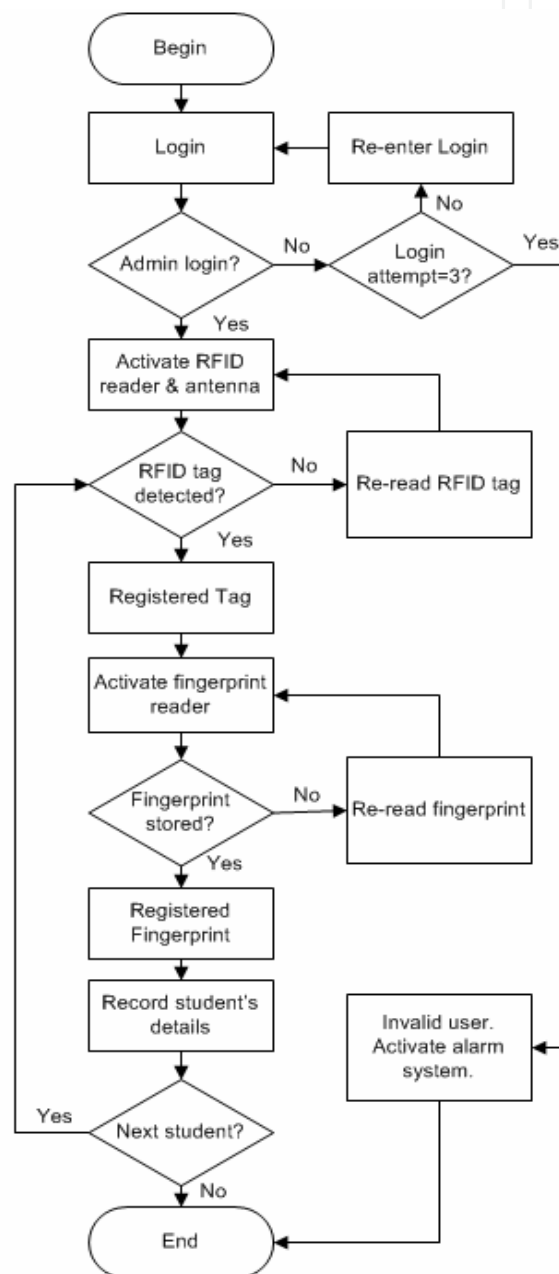 Begin
Login
Re-enter Login
No
Admin login?
No
Login
attempt=3?
Yes
Yes
Activate RFID
reader & antenna
RFID tag
detected?
No
Re-read RFID tag
Yes
Registered Tag
Activate fingerprint
reader
Fingerprint
stored?
No
Re-read fingerprint
Yes
Registered
Fingerprint
Record student's
details
Invalid user.
Activate alarm
system.
Yes
Next student?
No
End